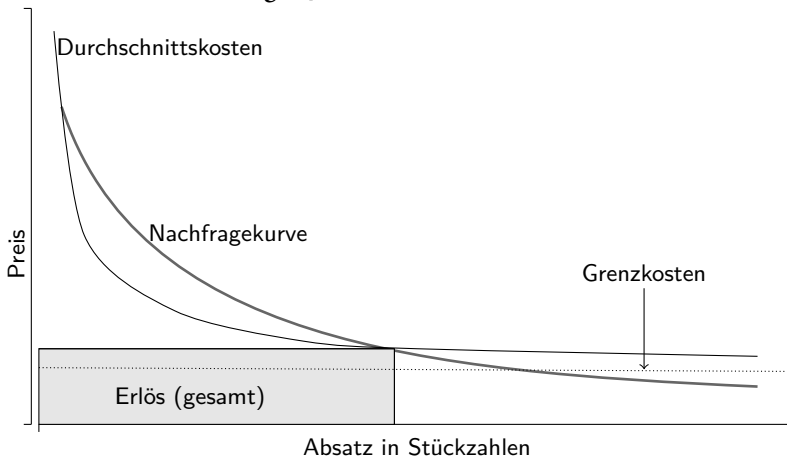 Durchschnittskosten
Nachfragekurve
Preis
Grenzkosten
Erlös (gesamt)
Absatz in Stückzahlen